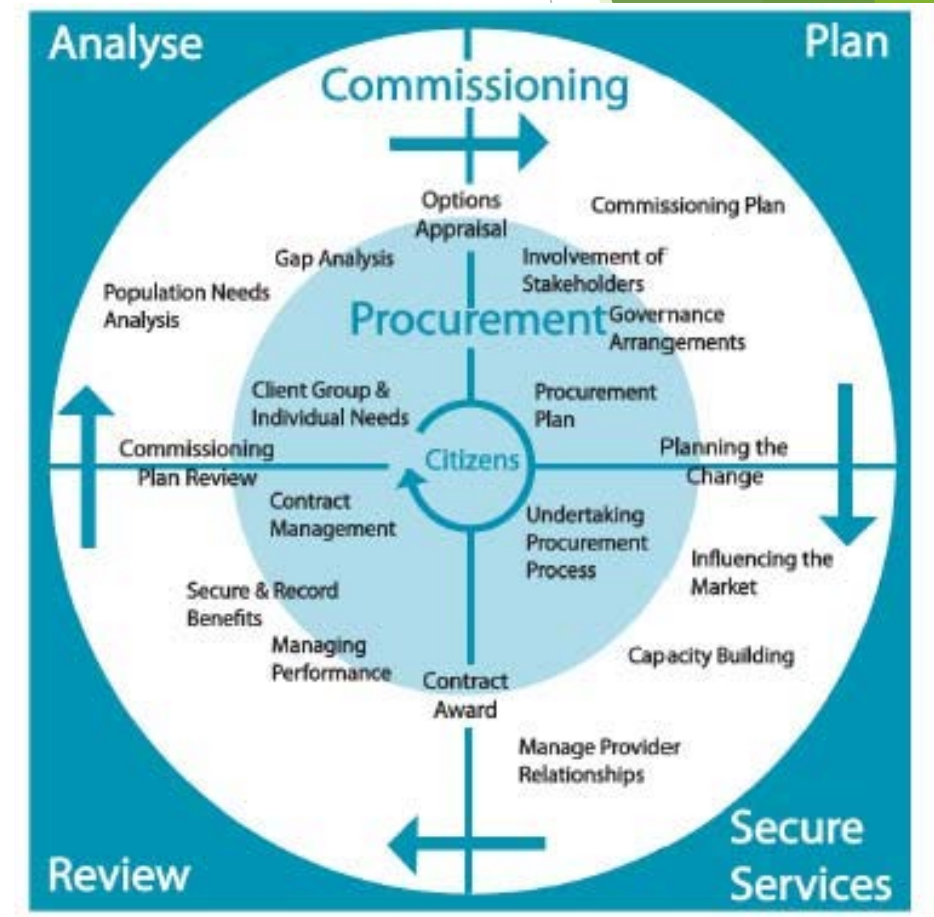 Analyse
Plan
Commissioning
Options
Appraisal
Commissioning Plan
Gap Analysis
Involvement of
Stakeholders
Population Needs
Analysis
Procurement
Governance
Arrangements
Client Group &
Individual Needs
Procurement
Plan
Commissioning
Plan Review
Citizens
Planning the
Change
Contract
Management
Undertaking
Procurement
Process
Influencing the
Market
Secure & Record
Benefits
Managing
Performance
Capacity Building
Contract
Award
Manage Provider
Relationships
Review
Secure
Services